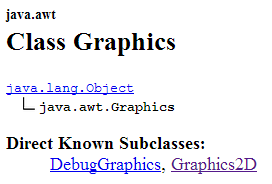 java.awt
Class Graphics
java.lang.Object
java.awt.Graphics
Direct Known Subclasses:
DebugGraphics, Graphics2D